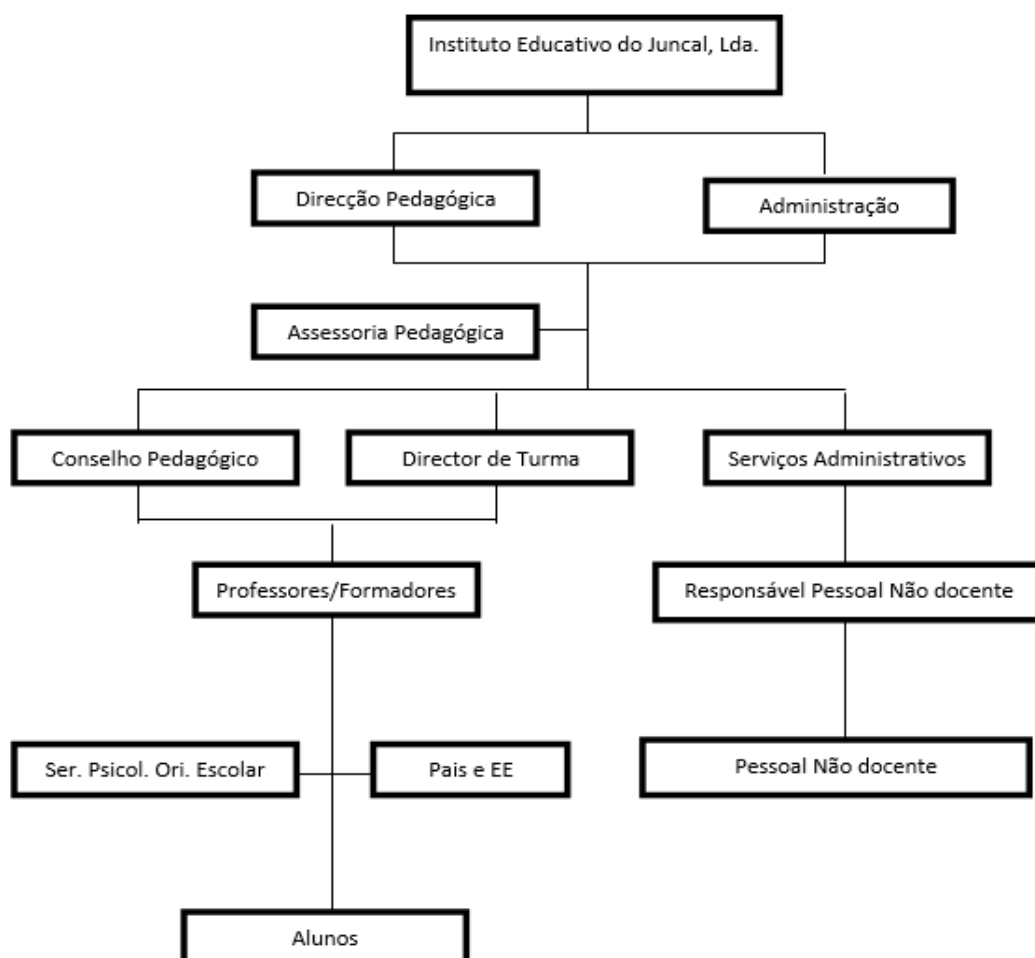 Instituto Educativo do Juncal, Lda.
Direcção Pedagógica
Administração
Assessoria Pedagógica
Conselho Pedagógico
Director de Turma
Serviços Administrativos
Professores/Formadores
Responsável Pessoal Não docente
Ser. Psicol. Ori. Escolar
Pais e EE
Pessoal Não docente
Alunos